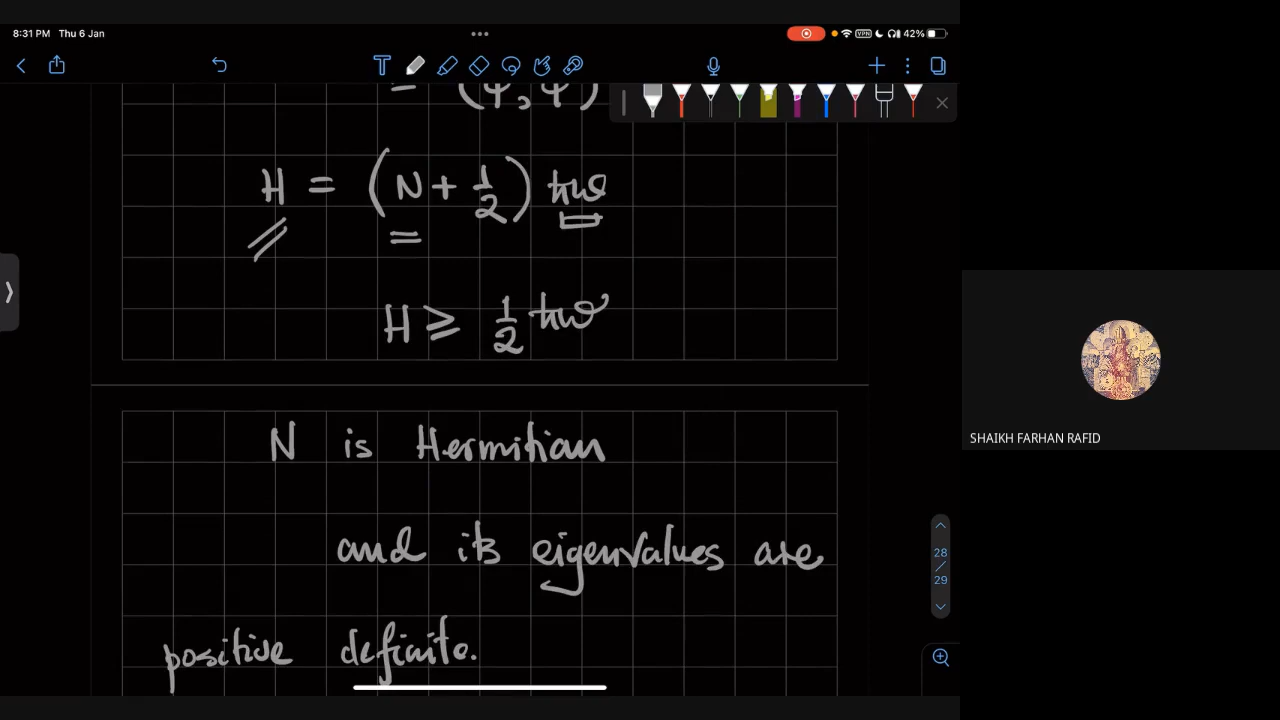 8:31 PM Thu 6 Jan
42%
= (ψ, ψ)
H = (N + 1/2) ħω
H ≥ 1/2 ħω
N is Hermitian
and its eigenvalues are
positive definite.
28
/
29
SHAIKH FARHAN RAFID